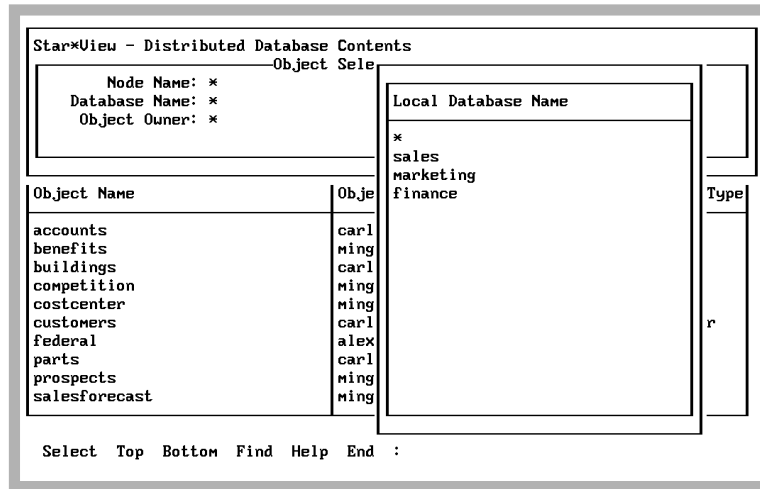 Star*View - Distributed Database Contents
Object Sele
Node Name: *
Database Name: *
Object Owner: *
Local Database Name
*
sales
marketing
finance
Object Name Obje Type
accounts carl
benefits ming
buildings carl
competition ming
costcenter ming
customers carl r
federal alex
parts carl
prospects ming
salesforecast ming
Select Top Bottom Find Help End :